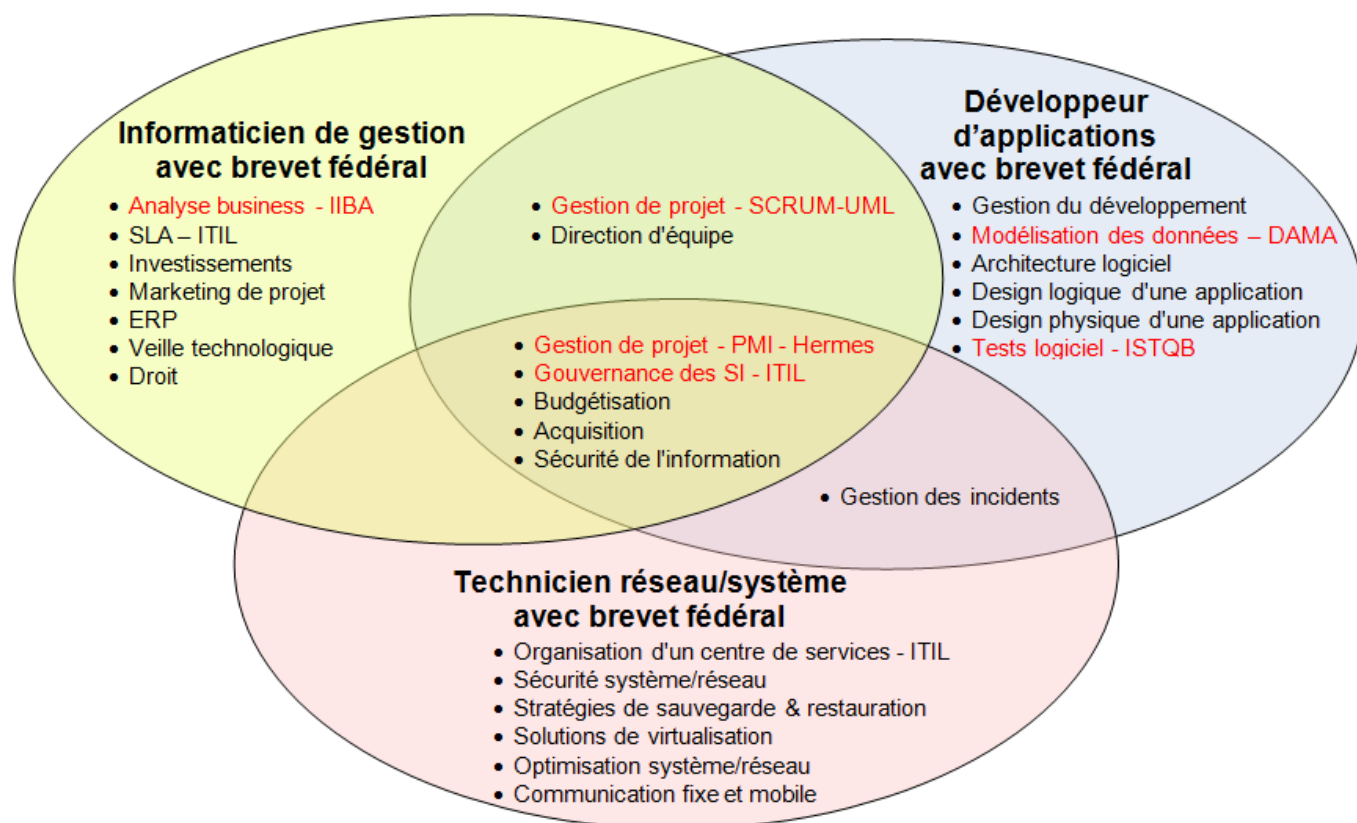 Informaticien de gestion
avec brevet fédéral
• Analyse business - IIBA
• SLA – ITIL
• Investissements
• Marketing de projet
• ERP
• Veille technologique
• Droit
• Gestion de projet - SCRUM-UML
• Direction d'équipe
Développeur
d’applications
avec brevet fédéral
• Gestion du développement
• Modélisation des données – DAMA
• Architecture logiciel
• Design logique d'une application
• Design physique d'une application
• Tests logiciel - ISTQB
• Gestion de projet - PMI - Hermes
• Gouvernance des SI - ITIL
• Budgétisation
• Acquisition
• Sécurité de l'information
• Gestion des incidents
Technicien réseau/système
avec brevet fédéral
• Organisation d'un centre de services - ITIL
• Sécurité système/réseau
• Stratégies de sauvegarde & restauration
• Solutions de virtualisation
• Optimisation système/réseau
• Communication fixe et mobile